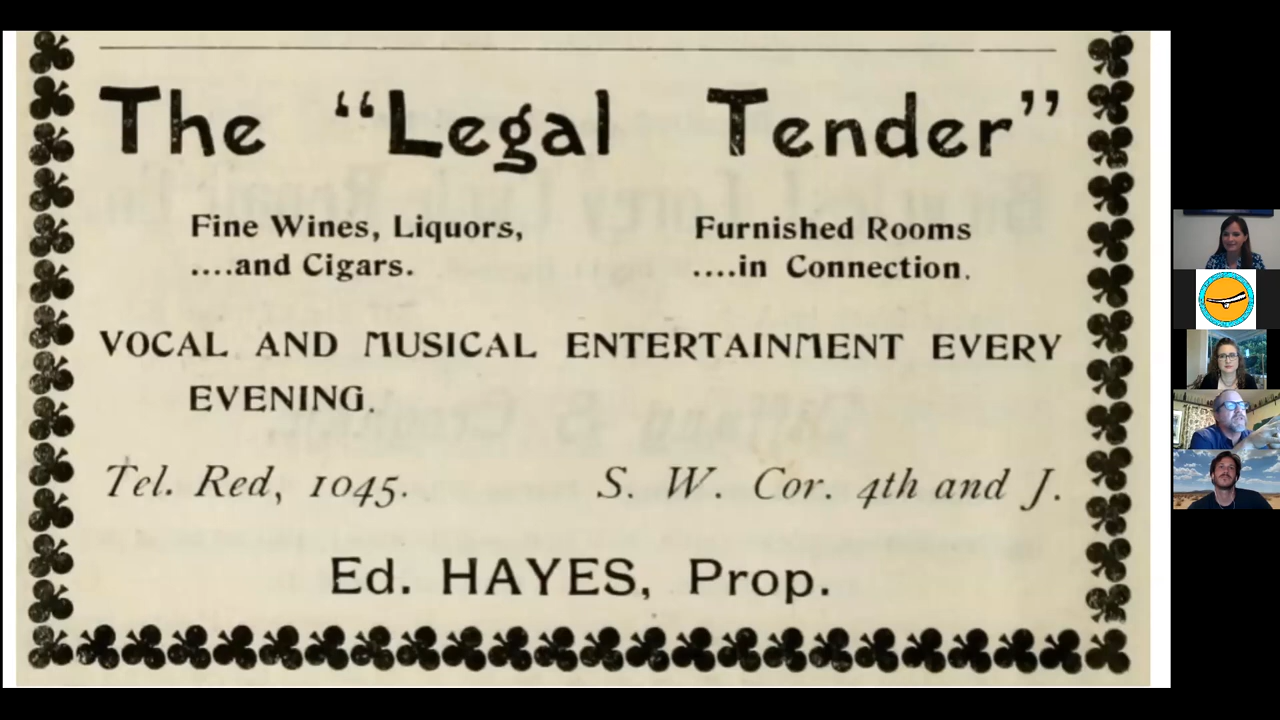 The “Legal Tender”
Fine Wines, Liquors,
....and Cigars.
Furnished Rooms
....in Connection.
VOCAL AND MUSICAL ENTERTAINMENT EVERY
EVENING.
Tel. Red, 1045.
S. W. Cor. 4th and J.
Ed. HAYES, Prop.